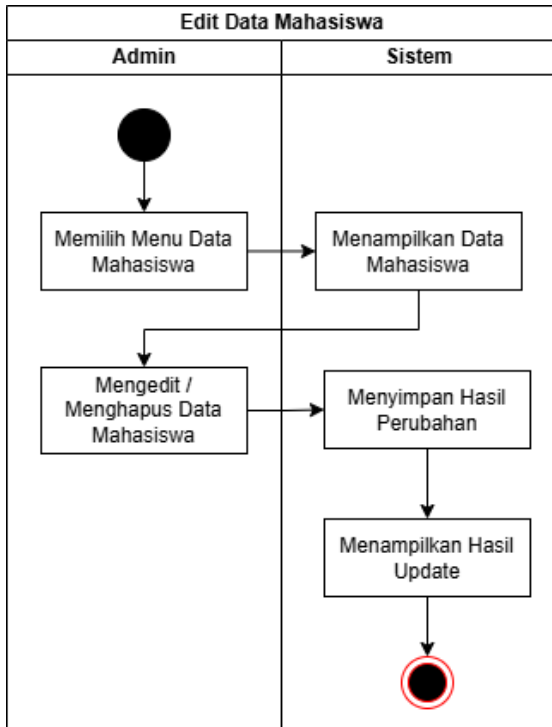 Edit Data Mahasiswa
Admin
Sistem
Memilih Menu Data
Mahasiswa
Menampilkan Data
Mahasiswa
Mengedit /
Menghapus Data
Mahasiswa
Menyimpan Hasil
Perubahan
Menampilkan Hasil
Update